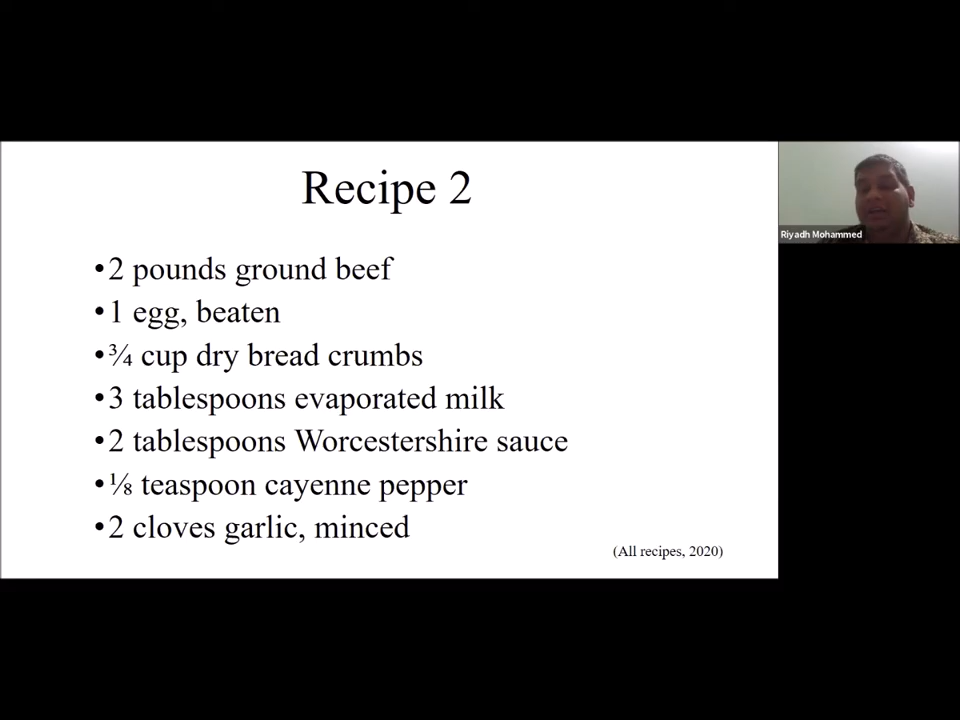 Recipe 2
•2 pounds ground beef
•1 egg, beaten
•¾ cup dry bread crumbs
•3 tablespoons evaporated milk
•2 tablespoons Worcestershire sauce
•⅛ teaspoon cayenne pepper
•2 cloves garlic, minced
(All recipes, 2020)
Riyadh Mohammed